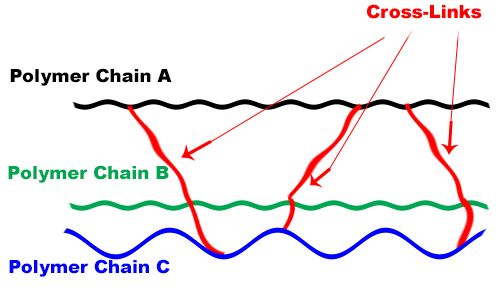 Cross-Links
Polymer Chain A
Polymer Chain B
Polymer Chain C